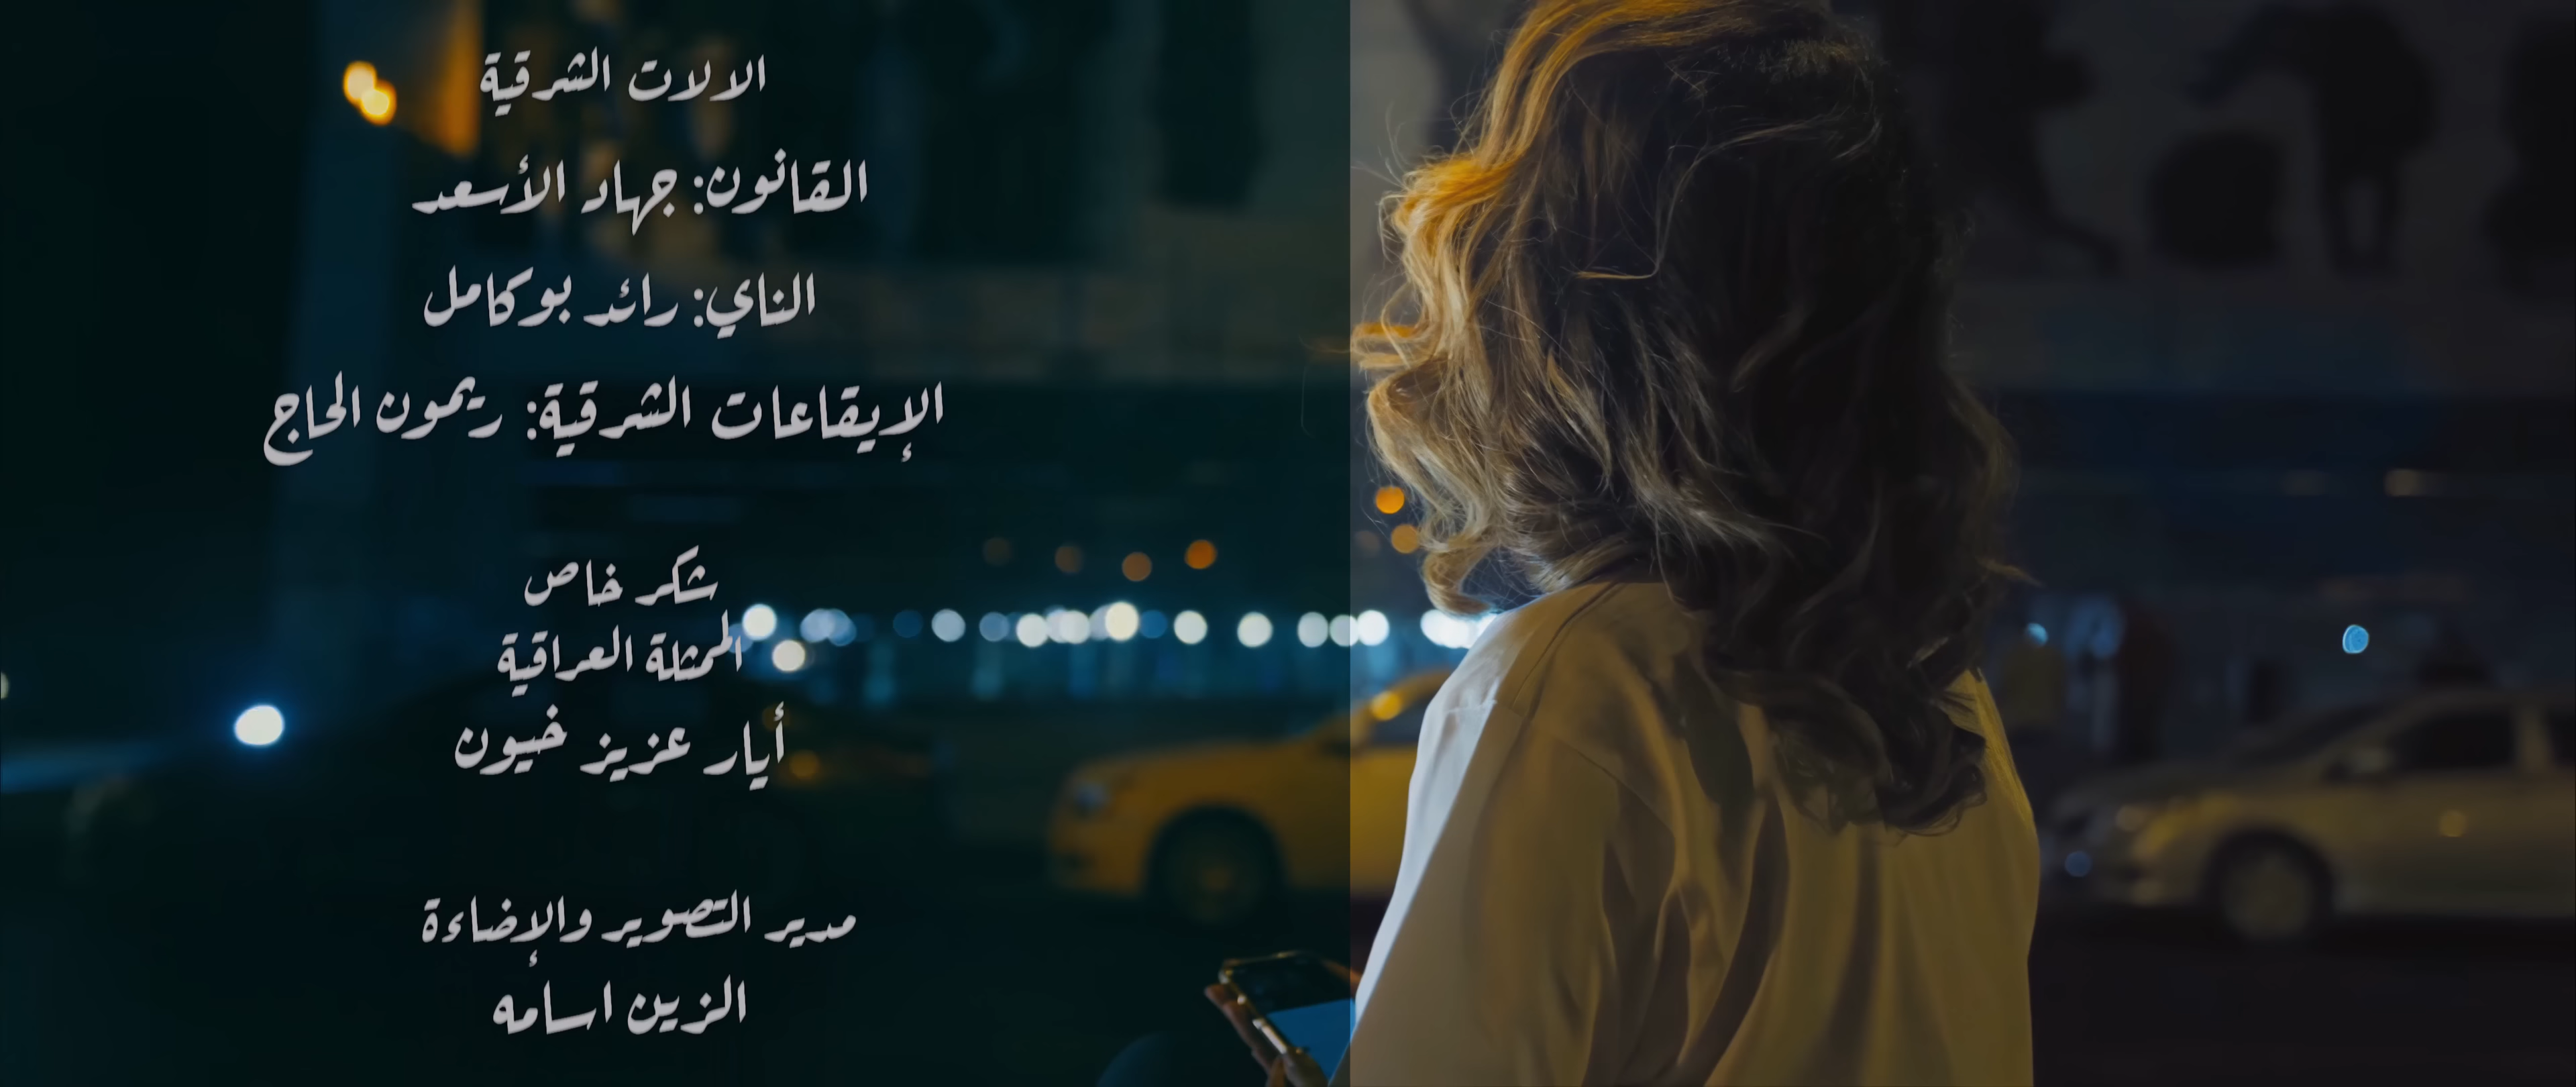 الالات الشرقية
القانون: جهاد الأسعد
الناي: رائد بوكامل
الإيقاعات الشرقية: ريمون الحاج
شكر خاص
الممثلة العراقية
أيار عزيز خيون
مدير التصوير والإضاءة
الزين اسامه